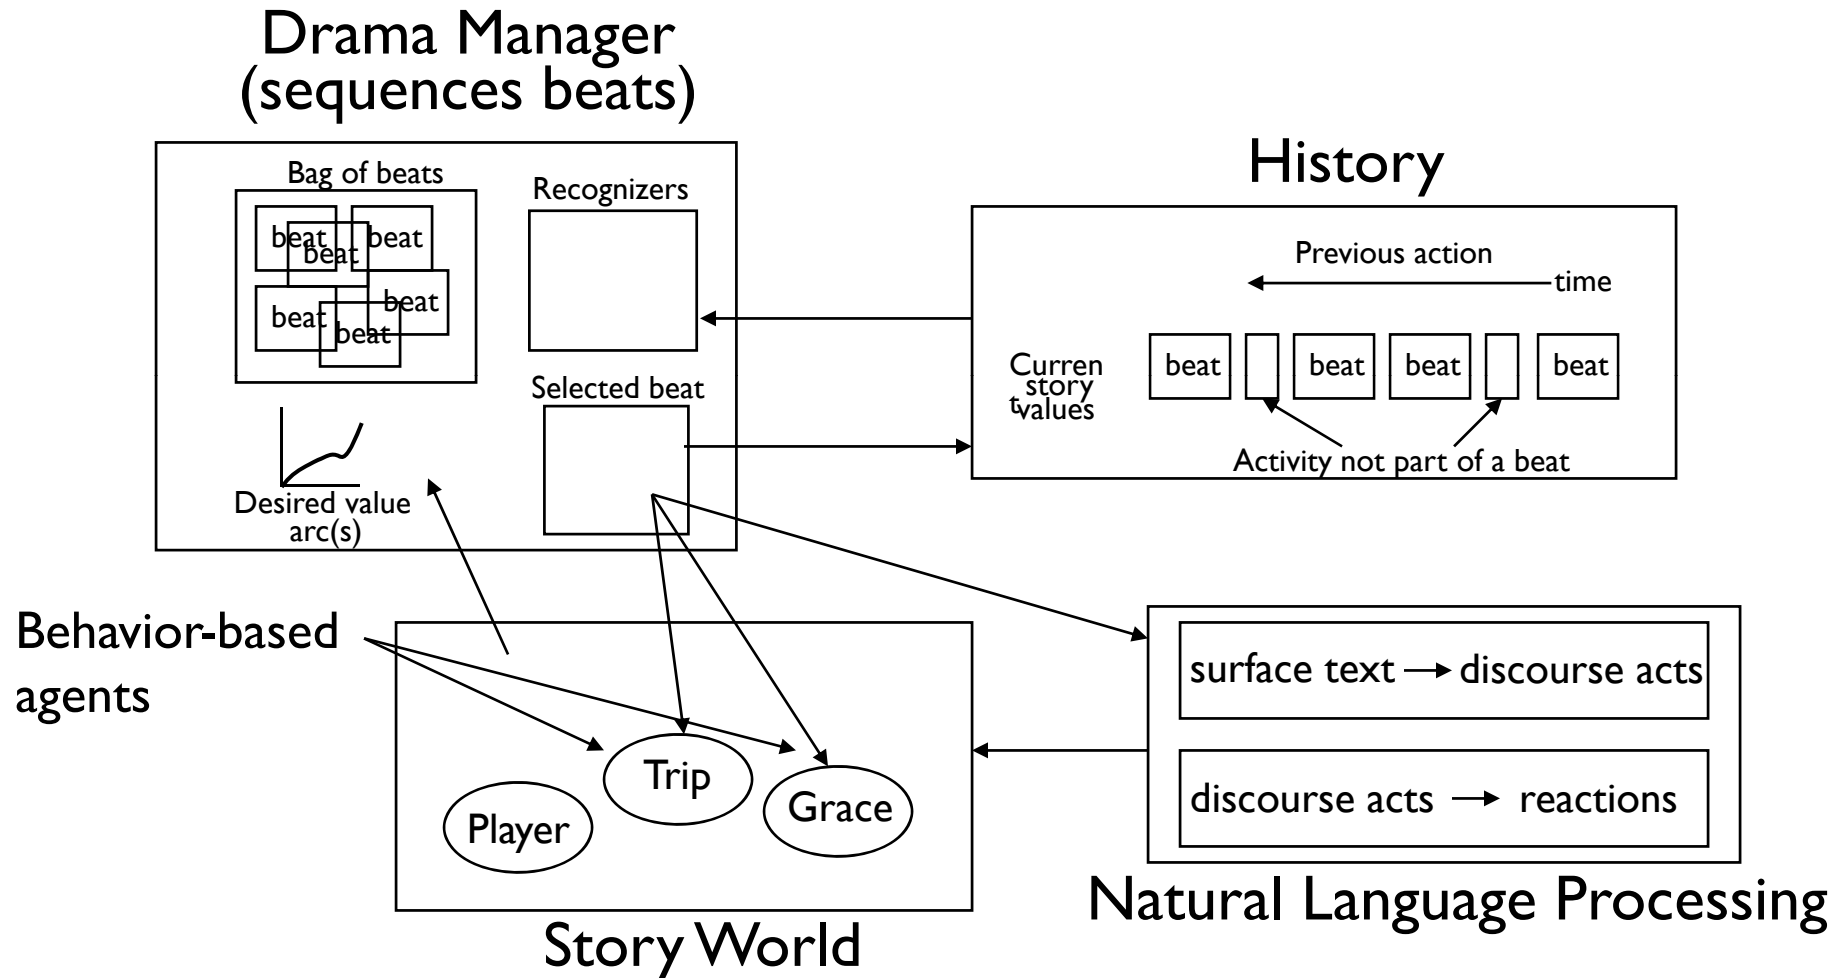 Drama Manager
(sequences beats)
Bag of beats
beat
beat
beat
beat
beat
beat
Recognizers
Selected beat
Desired value
arc(s)
History
Previous action
time
Curren
story
t
values
beat
beat
beat
beat
Activity not part of a beat
Behavior-based
agents
Player
Trip
Grace
Story World
surface text → discourse acts
discourse acts → reactions
Natural Language Processing